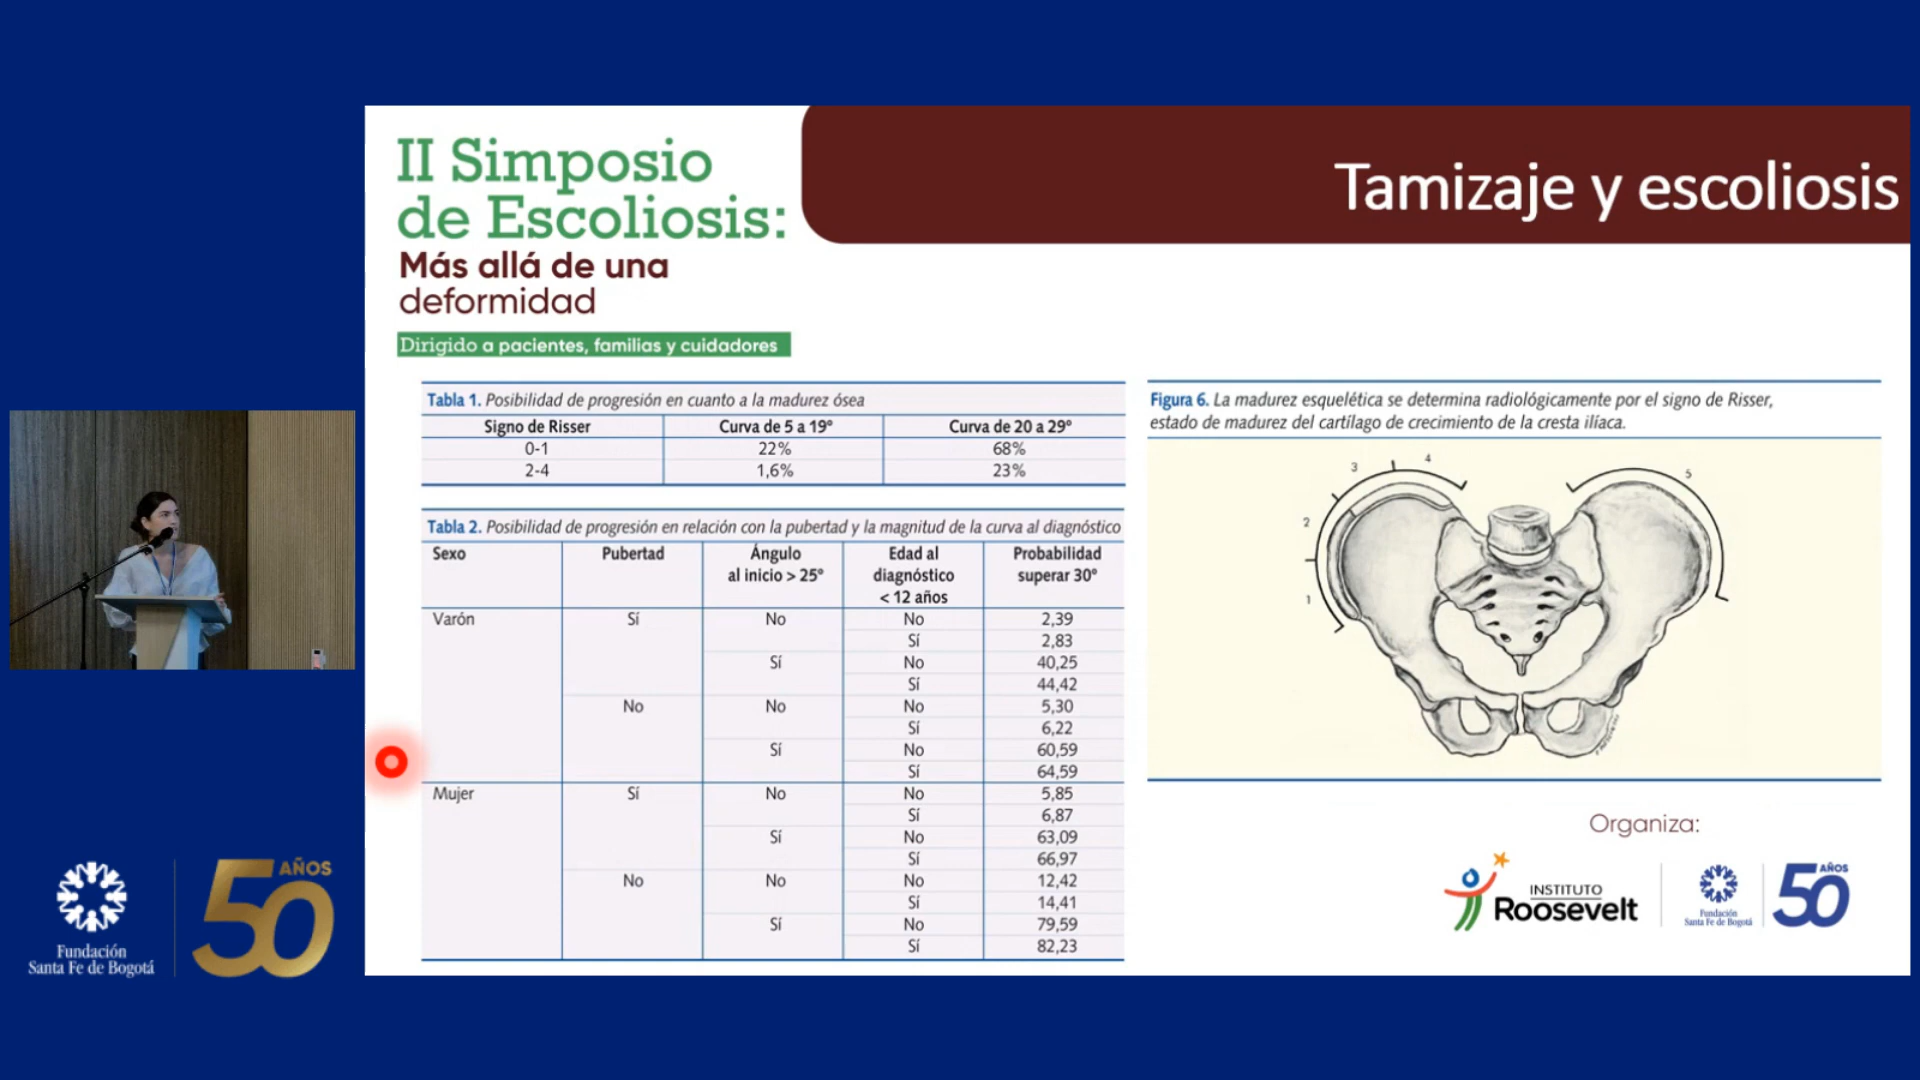 II Simposio
de Escoliosis:
Más allá de una
deformidad
Dirigido a pacientes, familias y cuidadores
Tamizaje y escoliosis
Tabla 1. Posibilidad de progresión en cuanto a la madurez ósea
Signo de Risser Curva de 5 a 19º Curva de 20 a 29º
0-1 22% 68%
2-4 1,6% 23%
Tabla 2. Posibilidad de progresión en relación con la pubertad y la magnitud de la curva al diagnóstico
Sexo Pubertad Ángulo al inicio > 25º Edad al diagnóstico < 12 años Probabilidad superar 30º
Varón Sí No No 2,39
Sí 2,83
Sí No 40,25
Sí 44,42
No No No 5,30
Sí 6,22
Sí No 60,59
Sí 64,59
Mujer Sí No No 5,85
Sí 6,87
Sí No 63,09
Sí 66,97
No No No 12,42
Sí 14,41
Sí No 79,59
Sí 82,23
Figura 6. La madurez esquelética se determina radiológicamente por el signo de Risser,
estado de madurez del cartílago de crecimiento de la cresta ilíaca.
1
2
3
4
5
Organiza:
INSTITUTO
Roosevelt
Fundación
Santa Fe de Bogotá
50 AÑOS
Fundación
Santa Fe de Bogotá
50 AÑOS